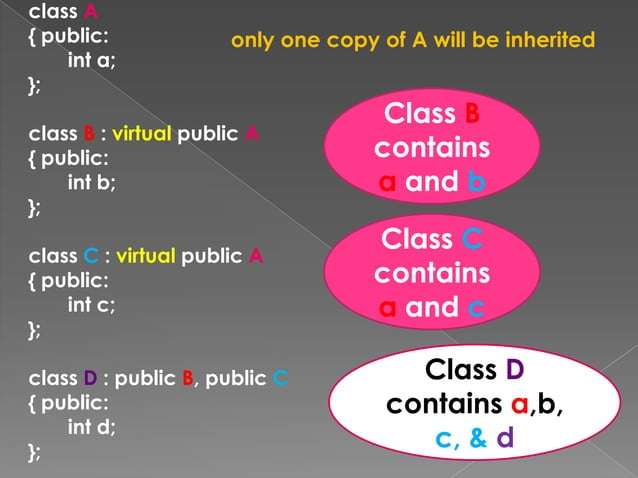 class A
{ public:
int a;
};
only one copy of A will be inherited
class B : virtual public A
{ public:
int b;
};
class C : virtual public A
{ public:
int c;
};
class D : public B, public C
{ public:
int d;
};
Class B
contains
a and b
Class C
contains
a and c
Class D
contains a,b,
c, & d